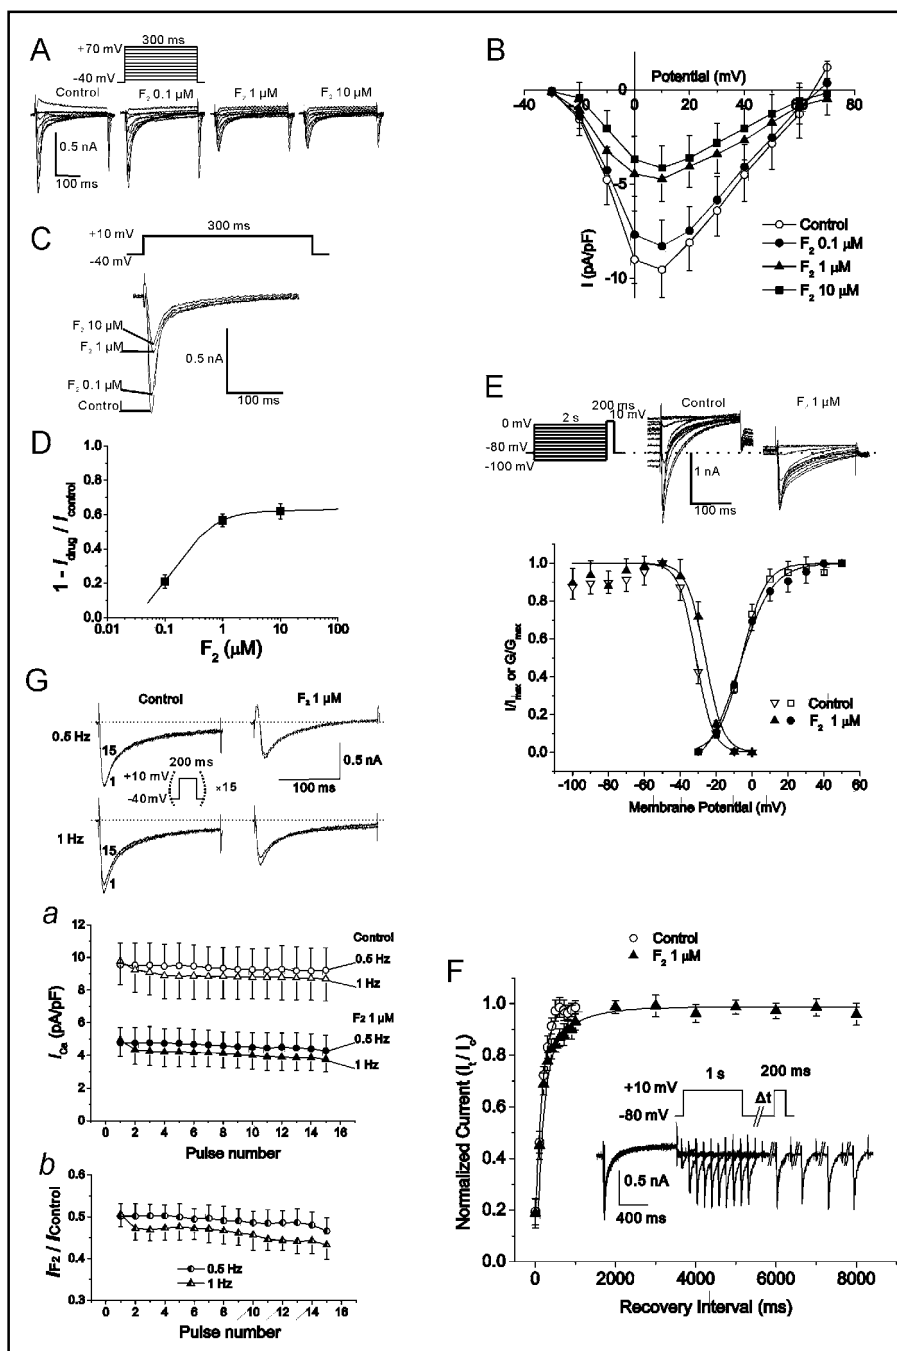 A
300 ms
+70 mV
-40 mV
Control
F2 0.1 µM
F2 1 µM
F2 10 µM
0.5 nA
100 ms
B
Potential (mV)
-40 -20 0 20 40 60 80
-5
-10
I (pA/pF)
Control
F2 0.1 µM
F2 1 µM
F2 10 µM
C
+10 mV
300 ms
-40 mV
F2 10 µM
F2 1 µM
F2 0.1 µM
Control
0.5 nA
100 ms
D
1 - Idrug / Icontrol
1.0
0.8
0.6
0.4
0.2
0.0
0.01 0.1 1 10 100
F2 (µM)
E
200 ms
0 mV
2 s
10 mV
-80 mV
-100 mV
Control
F2 1 µM
1 nA
100 ms
I/Imax or G/Gmax
1.0
0.8
0.6
0.4
0.2
0.0
Control
F2 1 µM
-100 -80 -60 -40 -20 0 20 40 60
Membrane Potential (mV)
G
Control
F2 1 µM
0.5 Hz
15
1
0.5 nA
100 ms
200 ms
+10 mV
-40mV
×15
1 Hz
15
1
a
ICa (pA/pF)
12
10
8
6
4
2
0
Control
0.5 Hz
1 Hz
F2 1 µM
0.5 Hz
1 Hz
0 2 4 6 8 10 12 14 16
Pulse number
b
IF2 / IControl
0.6
0.5
0.4
0.3
0.5 Hz
1 Hz
0 2 4 6 8 10 12 14 16
Pulse number
F
Control
F2 1 µM
Normalized Current (It / Ic)
1.0
0.8
0.6
0.4
0.2
0.0
1 s
200 ms
+10 mV
Δt
-80 mV
0.5 nA
400 ms
0 2000 4000 6000 8000
Recovery Interval (ms)